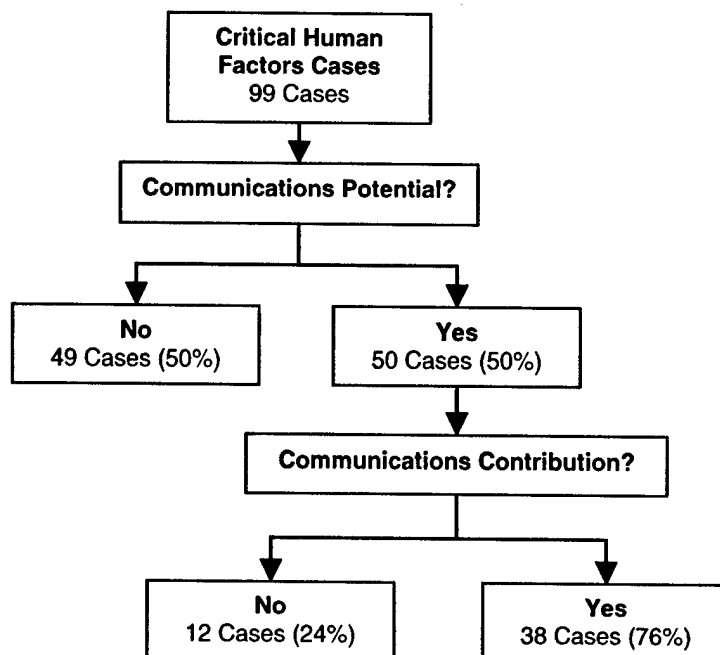 Critical Human
Factors Cases
99 Cases
Communications Potential?
No
49 Cases (50%)
Yes
50 Cases (50%)
Communications Contribution?
No
12 Cases (24%)
Yes
38 Cases (76%)